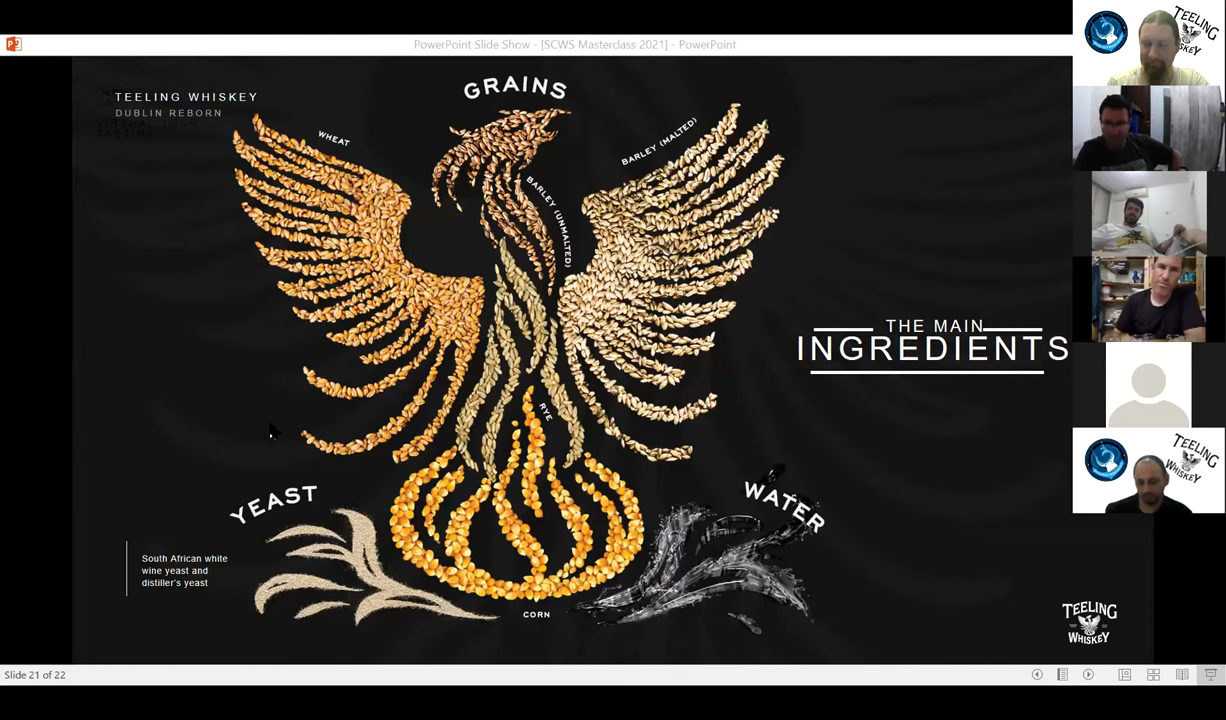 PowerPoint Slide Show - [SCWS Masterclass 2021] - PowerPoint
TEELING WHISKEY
DUBLIN REBORN
GRAINS
WHEAT
BARLEY (UNMALTED)
BARLEY (MALTED)
THE MAIN
INGREDIENTS
RYE
YEAST
WATER
South African white
wine yeast and
distiller's yeast
CORN
TEELING
WHISKEY
Slide 21 of 22
TEELING
WHISKEY
TEELING
WHISKEY